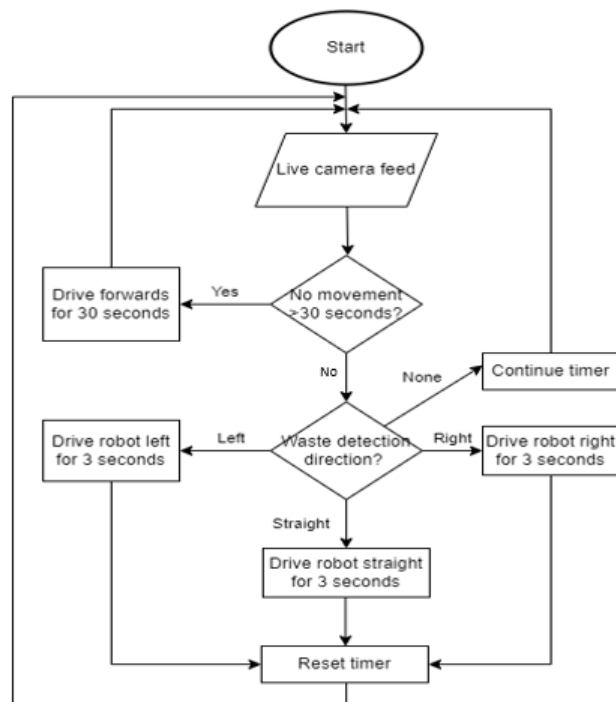 Start
Live camera feed
No movement
>30 seconds?
Yes
Drive forwards
for 30 seconds
No
None
Continue timer
Waste detection
direction?
Left
Drive robot left
for 3 seconds
Right
Drive robot right
for 3 seconds
Straight
Drive robot straight
for 3 seconds
Reset timer